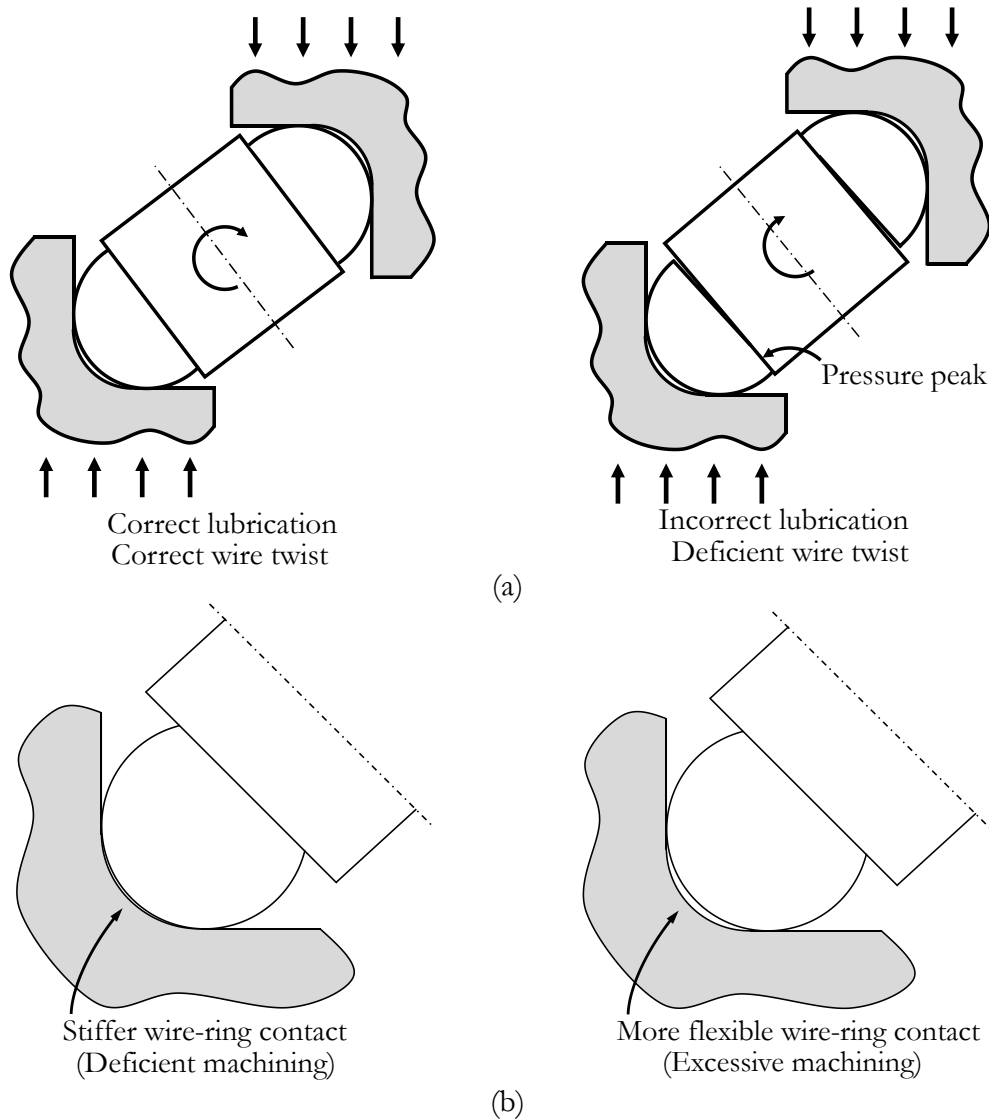 Pressure peak
Correct lubrication
Correct wire twist
Incorrect lubrication
Deficient wire twist
(a)
Stiffer wire-ring contact
(Deficient machining)
More flexible wire-ring contact
(Excessive machining)
(b)